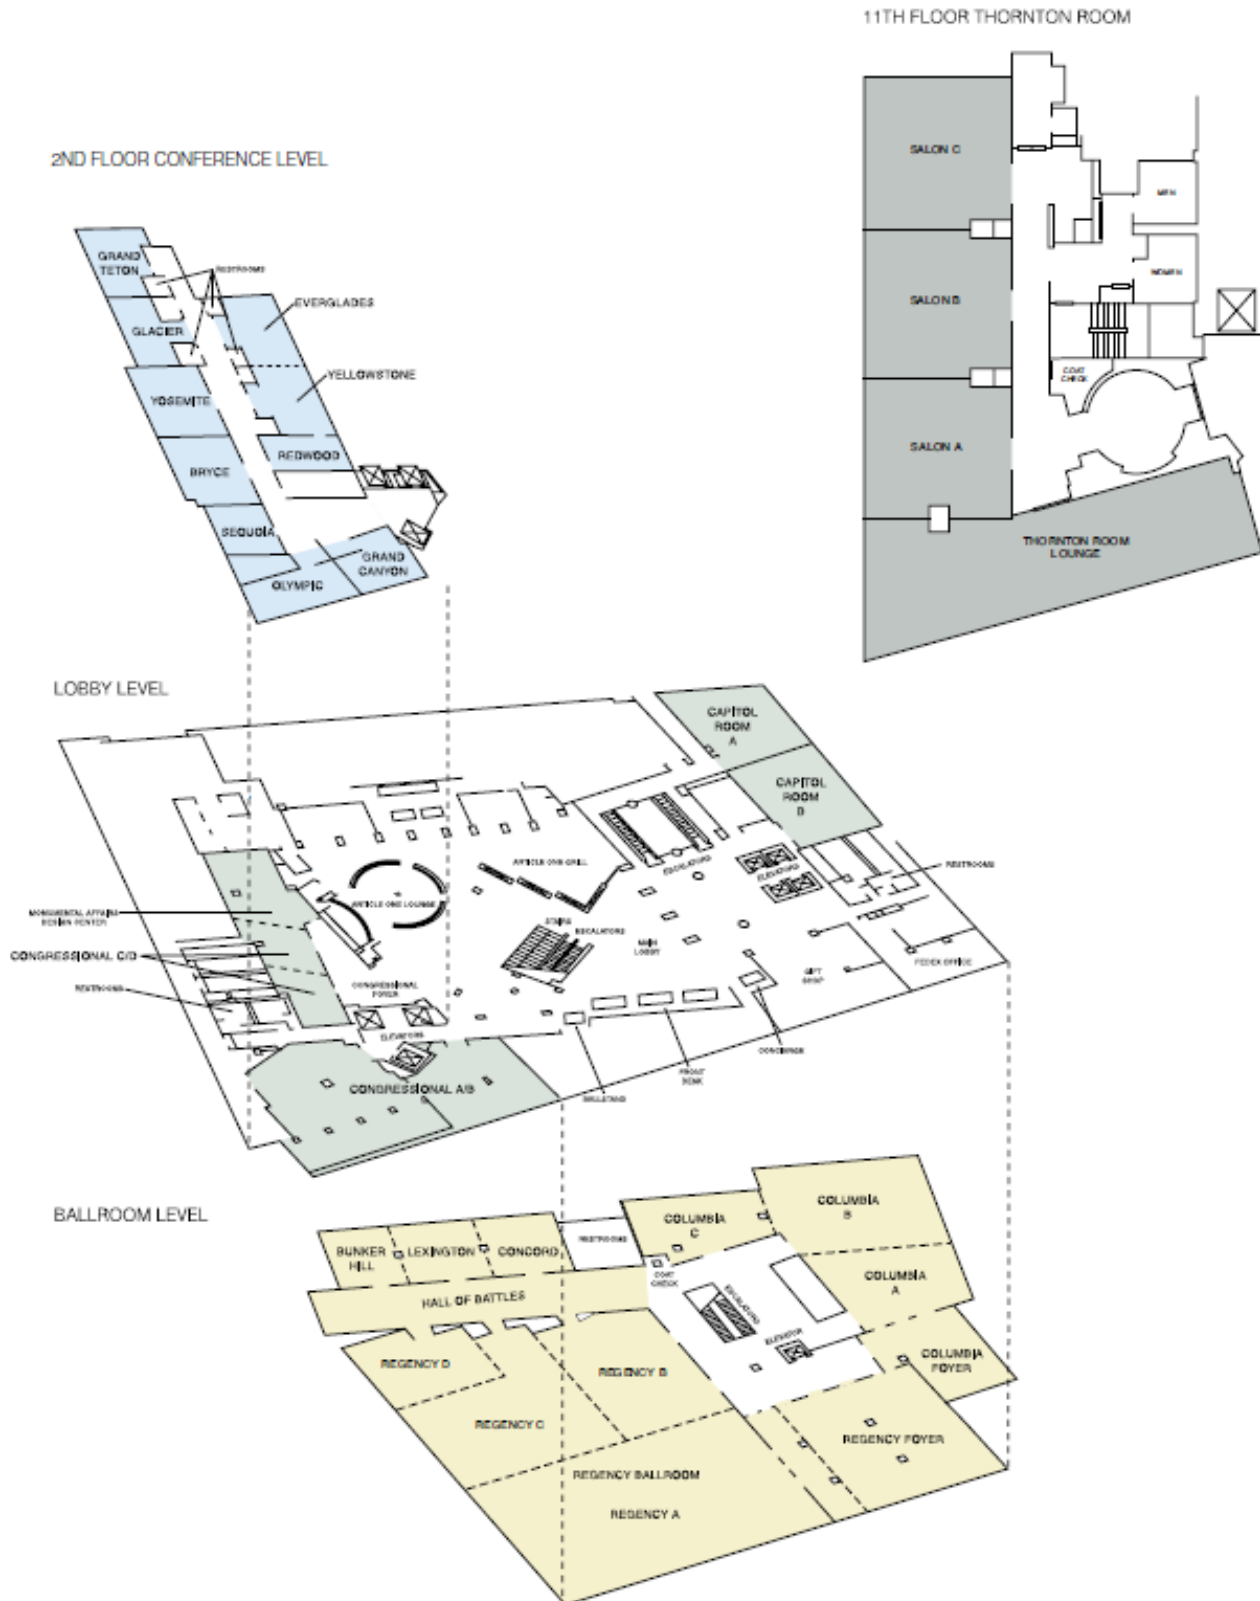 11TH FLOOR THORNTON ROOM
SALON C
MEN
SALON B
WOMEN
COAT
CHECK
SALON A
THORNTON ROOM
LOUNGE
2ND FLOOR CONFERENCE LEVEL
GRAND
TETON
RESTROOMS
EVERGLADES
GLACIER
YELLOWSTONE
YOSEMITE
REDWOOD
BRYCE
SEQUOIA
GRAND
CANYON
OLYMPIC
LOBBY LEVEL
CAPITOL
ROOM
A
CAPITOL
ROOM
B
ARTICLE ONE GRILL
ESCALATORS
ELEVATORS
RESTROOMS
ARTICLE ONE LOUNGE
MONUMENTAL AFFAIRS
DESIGN CENTER
STAIRS
ESCALATORS
MAIN
LOBBY
CONGRESSIONAL C/D
FEDEX OFFICE
GIFT
SHOP
RESTROOMS
CONGRESSIONAL
FOYER
ELEVATORS
CONCIERGE
FRONT
DESK
BELLSTAND
CONGRESSIONAL A/B
BALLROOM LEVEL
COLUMBIA
B
COLUMBIA
C
RESTROOMS
BUNKER
HILL
LEXINGTON
CONCORD
COAT
CHECK
COLUMBIA
A
HALL OF BATTLES
ESCALATORS
ELEVATOR
COLUMBIA
FOYER
REGENCY D
REGENCY B
REGENCY C
REGENCY FOYER
REGENCY BALLROOM
REGENCY A